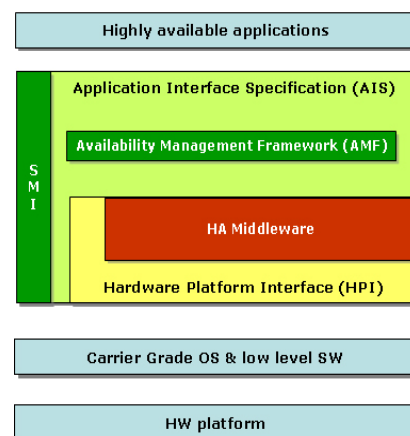 Highly available applications
Application Interface Specification (AIS)
Availability Management Framework (AMF)
S
M
I
HA Middleware
Hardware Platform Interface (HPI)
Carrier Grade OS & low level SW
HW platform